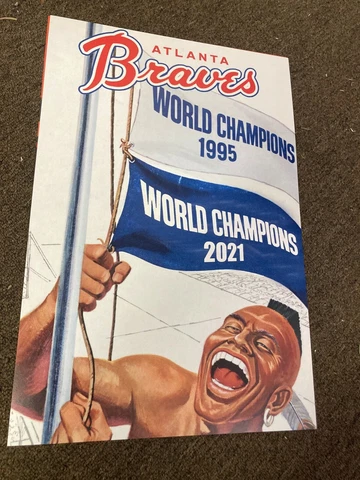 ATLANTA
Braves
WORLD CHAMPIONS
1995
WORLD CHAMPIONS
2021